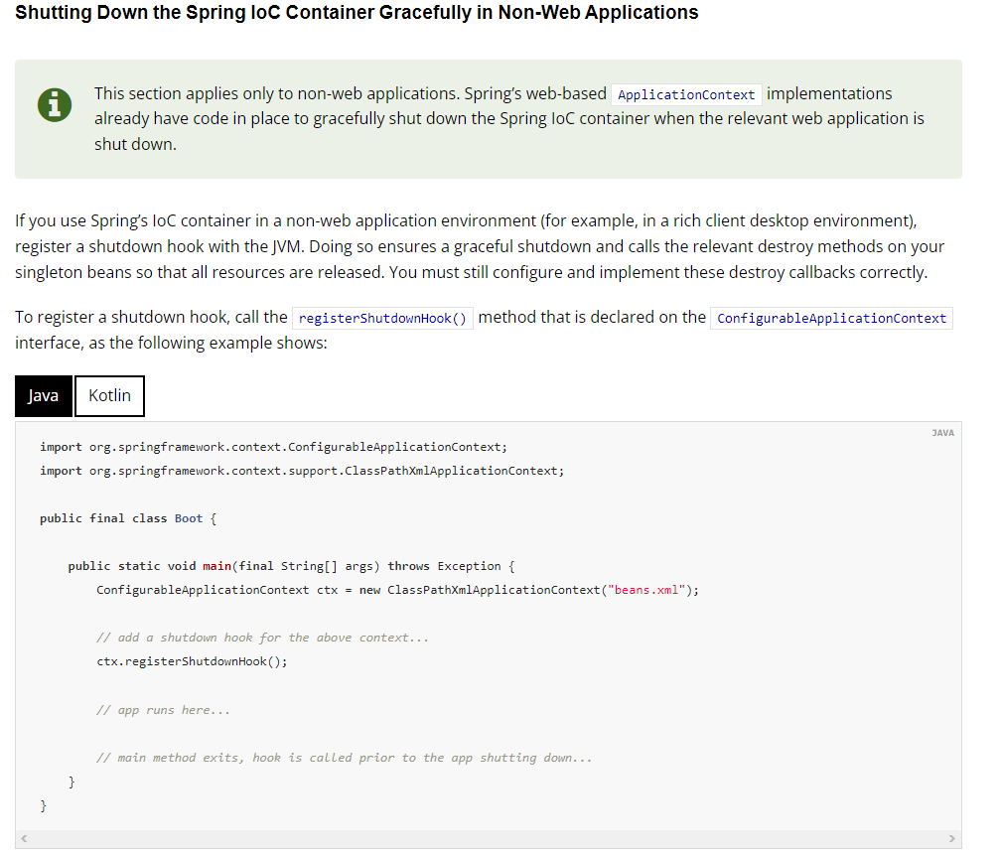 Shutting Down the Spring IoC Container Gracefully in Non-Web Applications
This section applies only to non-web applications. Spring’s web-based ApplicationContext implementations
already have code in place to gracefully shut down the Spring IoC container when the relevant web application is
shut down.
If you use Spring’s IoC container in a non-web application environment (for example, in a rich client desktop environment),
register a shutdown hook with the JVM. Doing so ensures a graceful shutdown and calls the relevant destroy methods on your
singleton beans so that all resources are released. You must still configure and implement these destroy callbacks correctly.
To register a shutdown hook, call the registerShutdownHook() method that is declared on the ConfigurableApplicationContext
interface, as the following example shows:
Java Kotlin
JAVA
import org.springframework.context.ConfigurableApplicationContext;
import org.springframework.context.support.ClassPathXmlApplicationContext;
public final class Boot {
public static void main(final String[] args) throws Exception {
ConfigurableApplicationContext ctx = new ClassPathXmlApplicationContext("beans.xml");
// add a shutdown hook for the above context...
ctx.registerShutdownHook();
// app runs here...
// main method exits, hook is called prior to the app shutting down...
}
}